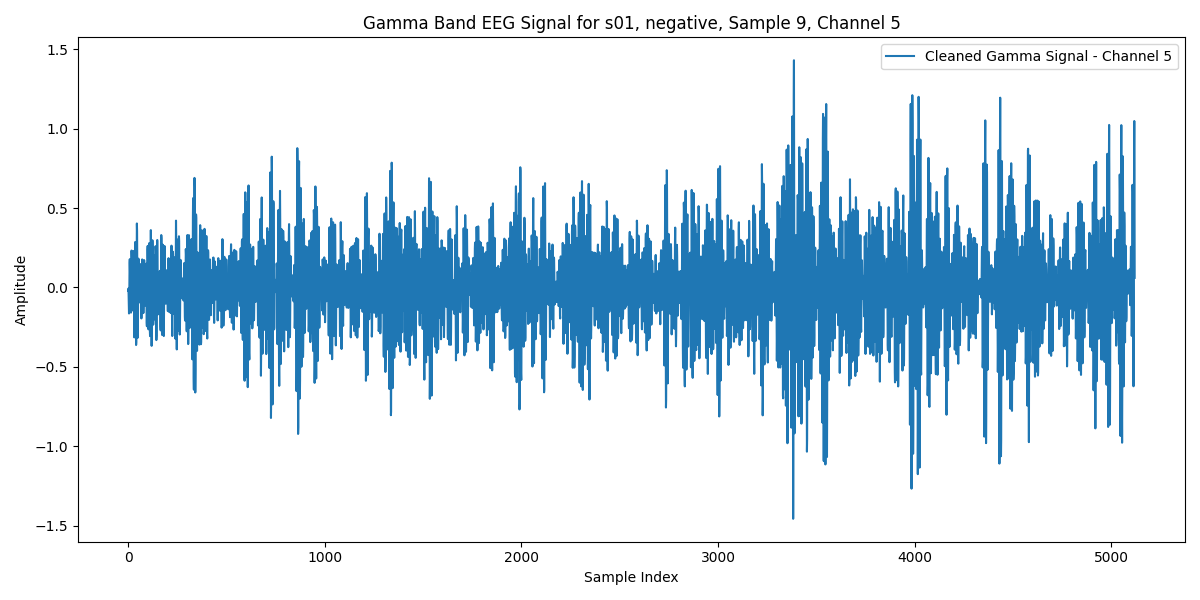 Gamma Band EEG Signal for s01, negative, Sample 9, Channel 5
Cleaned Gamma Signal - Channel 5
1.5
1.0
0.5
0.0
−0.5
−1.0
−1.5
Amplitude
0 1000 2000 3000 4000 5000
Sample Index